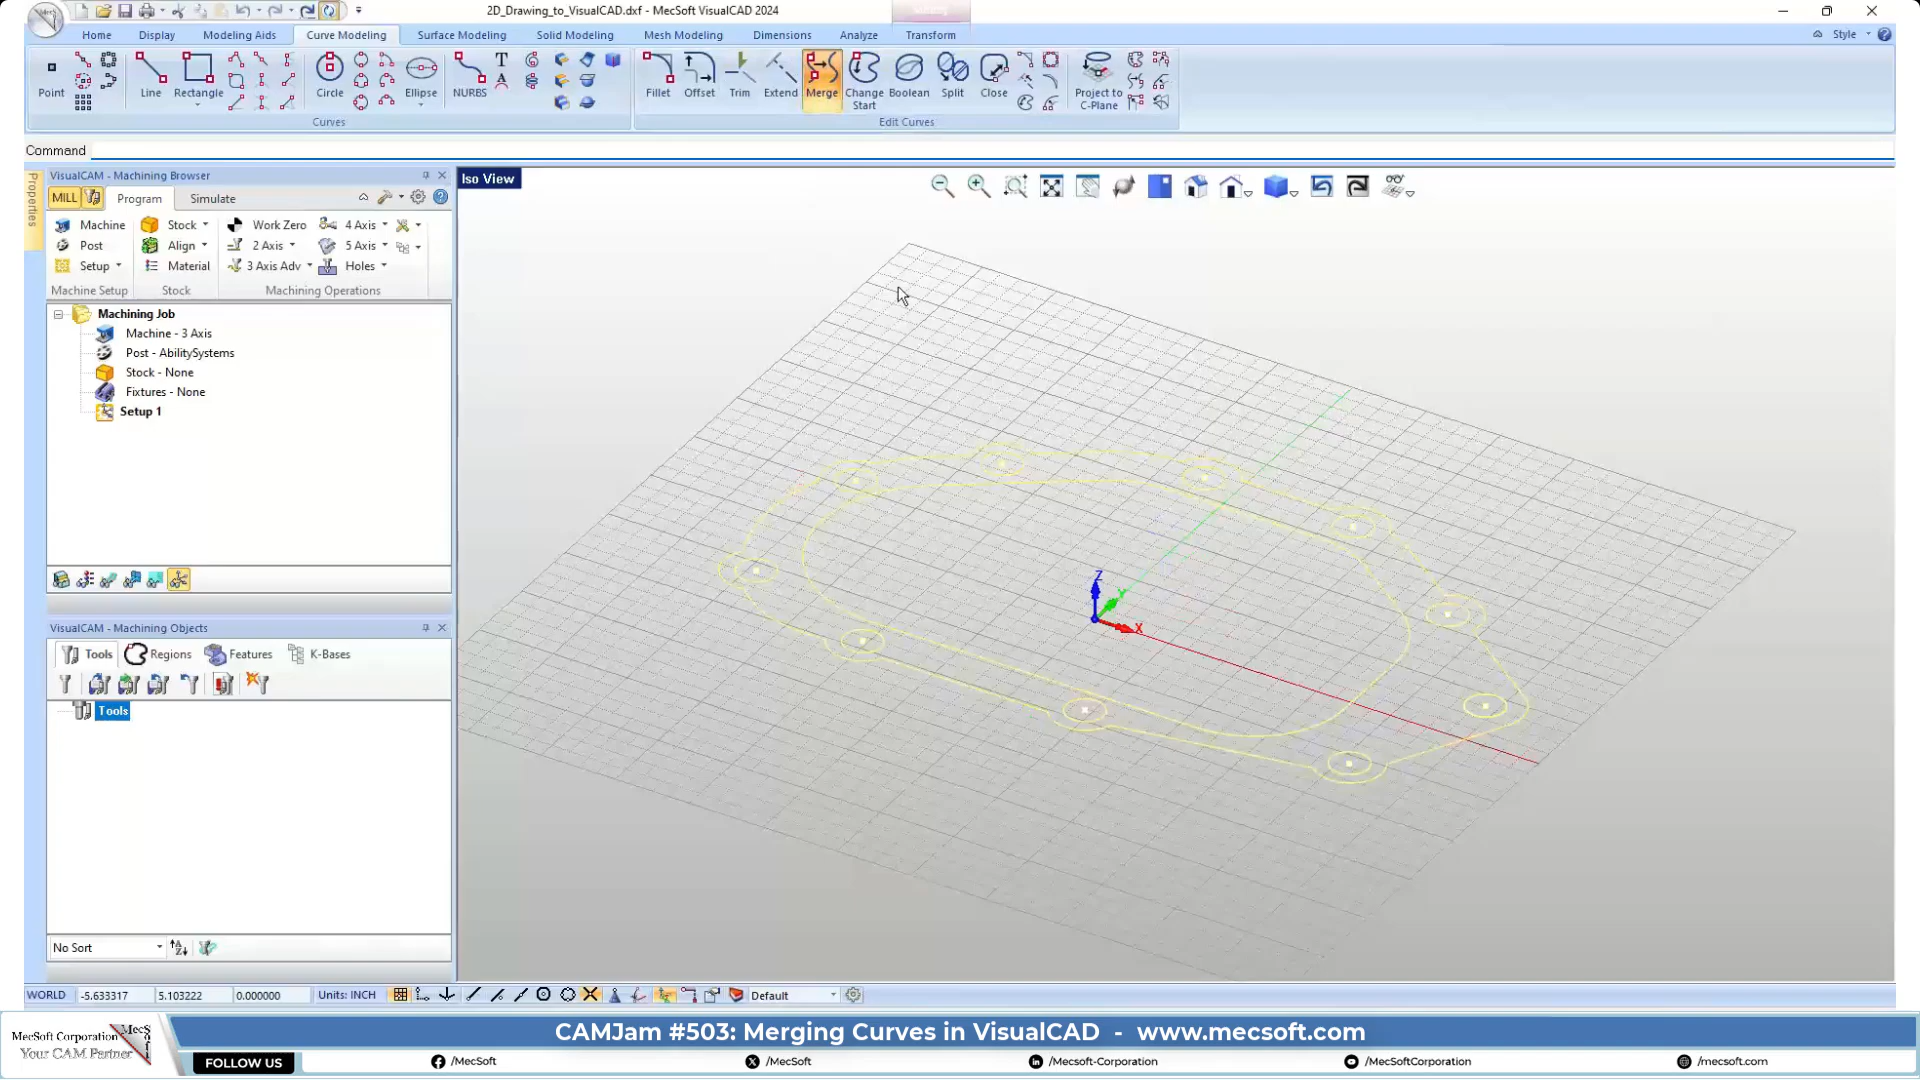 2D_Drawing_to_VisualCAD.dxf - MecSoft VisualCAD 2024
Home Display Modeling Aids Curve Modeling Surface Modeling Solid Modeling Mesh Modeling Dimensions Analyze Transform Style
Point Line Rectangle Circle Ellipse NURBS Fillet Offset Trim Extend Merge Change Start Boolean Split Close Project to C-Plane
Curves Edit Curves
Command
Properties
VisualCAM - Machining Browser
MILL Program Simulate
Machine Stock Work Zero 4 Axis
Post Align 2 Axis 5 Axis
Setup Material 3 Axis Adv Holes
Machine Setup Stock Machining Operations
Machining Job
Machine - 3 Axis
Post - AbilitySystems
Stock - None
Fixtures - None
Setup 1
VisualCAM - Machining Objects
Tools Regions Features K-Bases
Tools
No Sort
Iso View
Z
Y
X
WORLD -5.633317 5.103222 0.000000 Units: INCH Default
MecSoft Corporation
Your CAM Partner
CAMJam #503: Merging Curves in VisualCAD - www.mecsoft.com
FOLLOW US /MecSoft /MecSoft /Mecsoft-Corporation /MecSoftCorporation /mecsoft.com